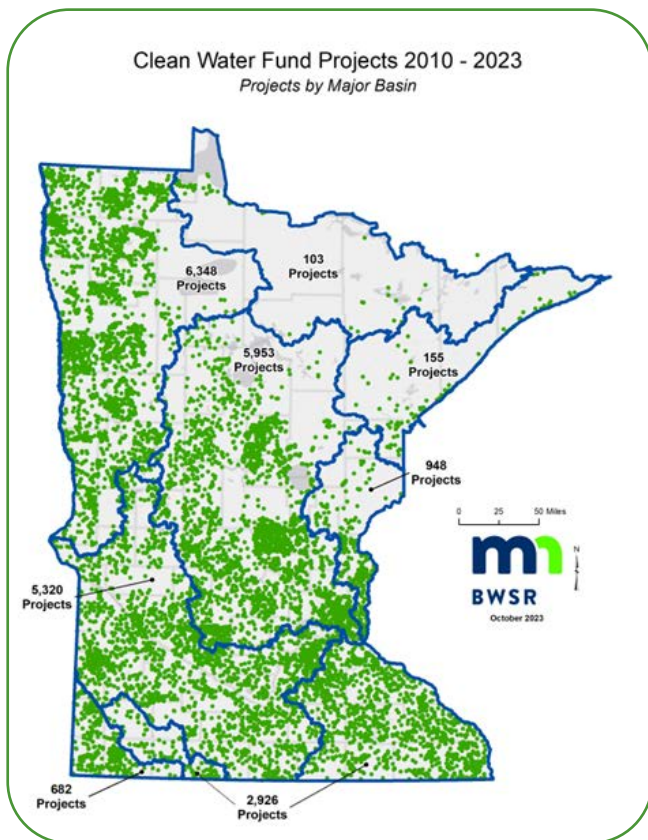 Clean Water Fund Projects 2010 - 2023
Projects by Major Basin
6,348
Projects
103
Projects
5,953
Projects
155
Projects
948
Projects
0 25 50 Miles
N
mn
BWSR
October 2023
5,320
Projects
682
Projects
2,926
Projects